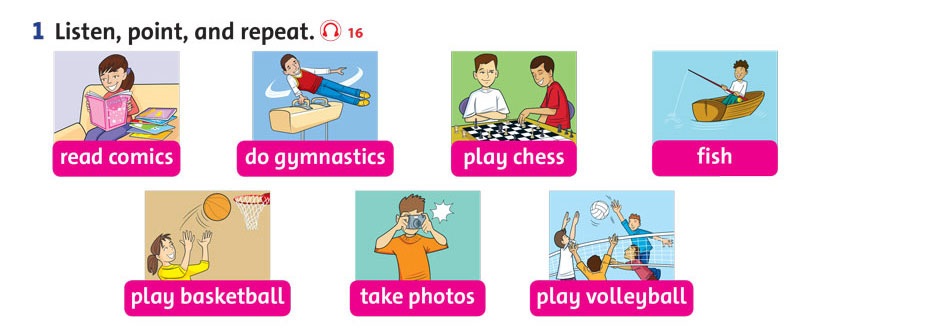 1 Listen, point, and repeat. 16
read comics do gymnastics play chess fish
play basketball take photos play volleyball